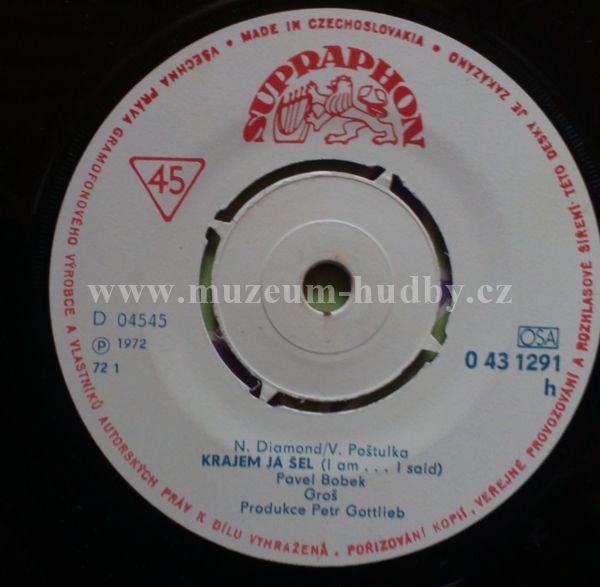 VŠECHNA PRÁVA GRAMOFONOVÉHO VÝROBCE A VLASTNÍKŮ AUTORSKÝCH PRÁV K DÍLU VYHRAŽENA. POŘIZOVÁNÍ KOPIÍ, VEŘEJNÉ PROVOZOVÁNÍ A ROZHLASOVÉ ŠÍŘENÍ TÉTO DESKY JE ZAKÁZÁNO • MADE IN CZECHOSLOVAKIA •
SUPRAPHON
45
www.muzeum-hudby.cz
D 04545
℗ 1972
72 1
OSA
0 43 1291
h
N. Diamond/V. Poštulka
KRAJEM JÁ ŠEL (I am . . . I said)
Pavel Bobek
Groš
Produkce Petr Gottlieb